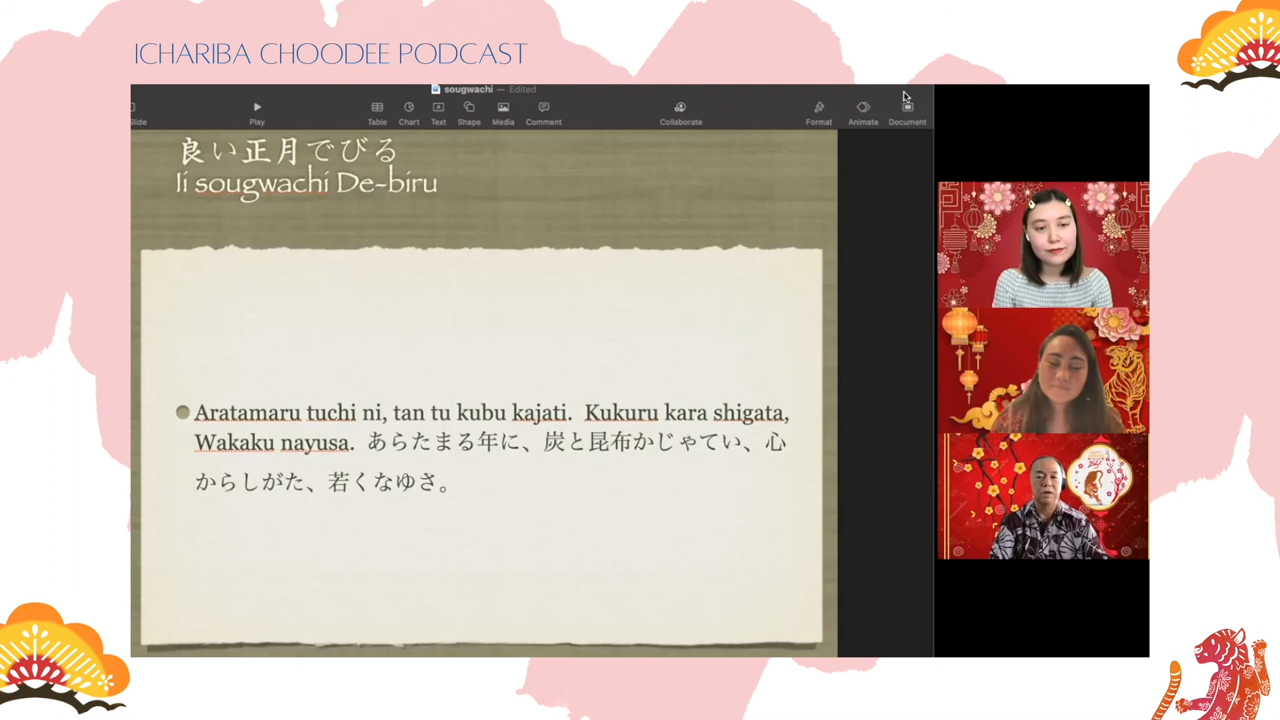 ICHARIBA CHOODEE PODCAST
sougwachi — Edited
Slide Play Table Chart Text Shape Media Comment Collaborate Format Animate Document
良い正月でびる
Ii sougwachi De-biru
Aratamaru tuchi ni, tan tu kubu kajati. Kukuru kara shigata,
Wakaku nayusa. あらたまる年に、炭と昆布かじゃてい、心
からしがた、若くなゆさ。